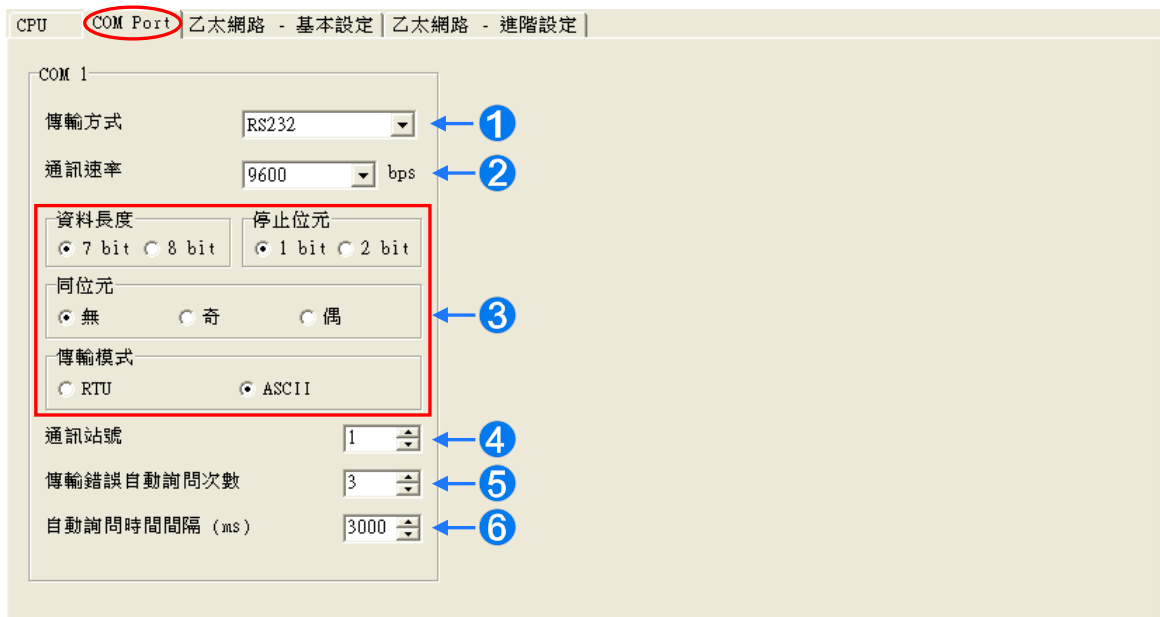 CPU COM Port 乙太網路 - 基本設定 乙太網路 - 進階設定
COM 1
傳輸方式 RS232 1
通訊速率 9600 bps 2
資料長度 停止位元
7 bit 8 bit 1 bit 2 bit
同位元
無 奇 偶 3
傳輸模式
RTU ASCII
通訊站號 1 4
傳輸錯誤自動詢問次數 3 5
自動詢問時間間隔 (ms) 3000 6